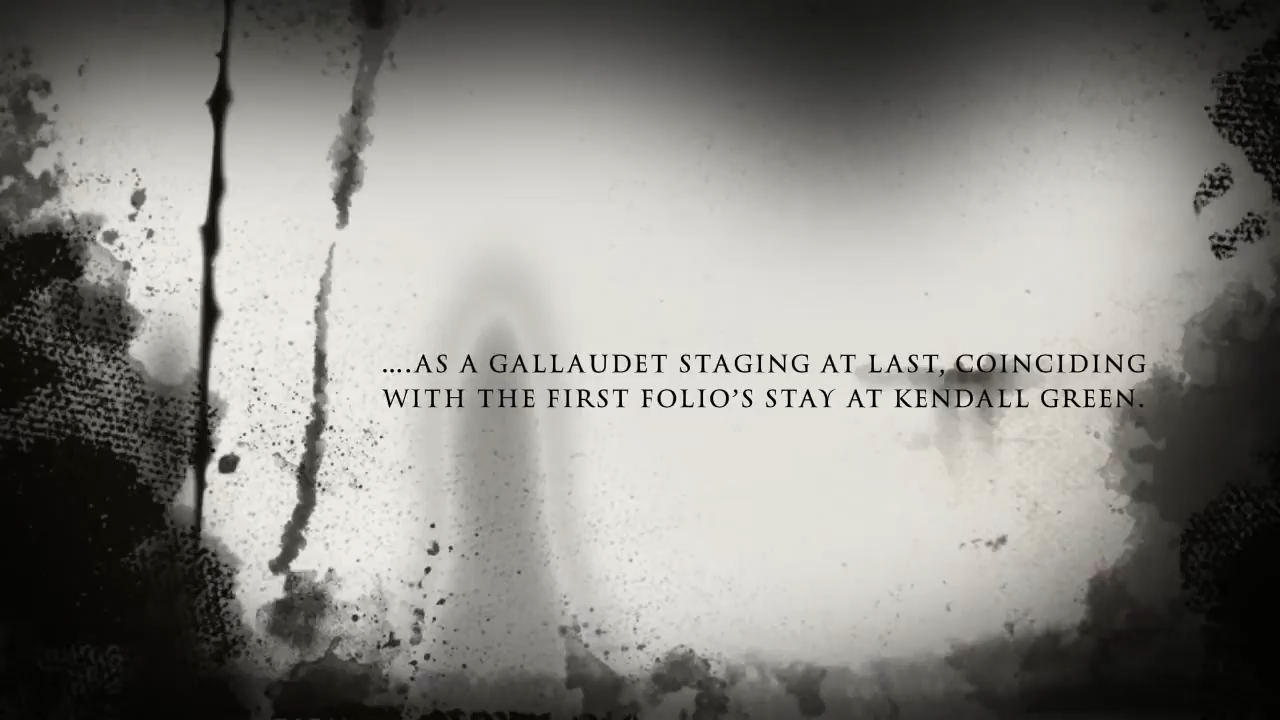 ....AS A GALLAUDET STAGING AT LAST, COINCIDING
WITH THE FIRST FOLIO’S STAY AT KENDALL GREEN.